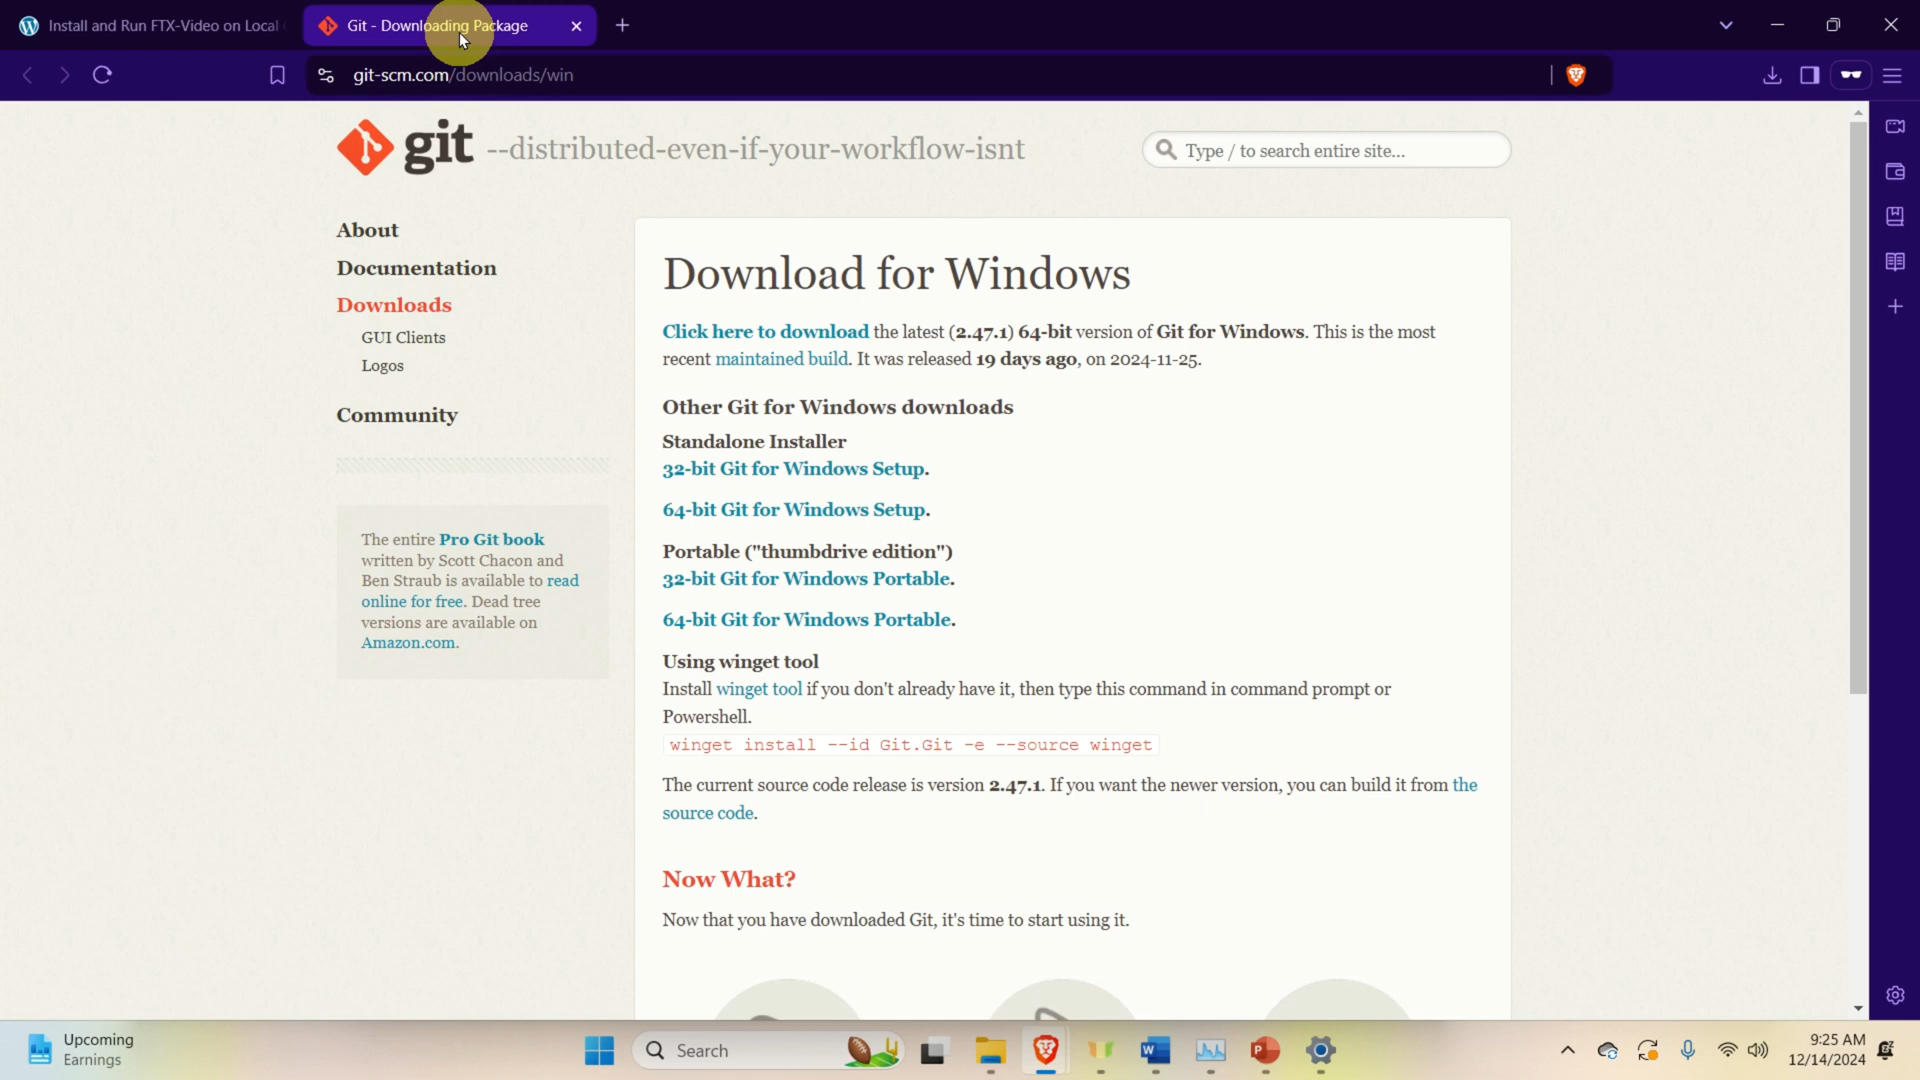 Install and Run FTX-Video on Local
Git - Downloading Package
git-scm.com/downloads/win
git --distributed-even-if-your-workflow-isnt
Type / to search entire site...
About
Documentation
Downloads
GUI Clients
Logos
Community
The entire Pro Git book
written by Scott Chacon and
Ben Straub is available to read
online for free. Dead tree
versions are available on
Amazon.com.
Download for Windows
Click here to download the latest (2.47.1) 64-bit version of Git for Windows. This is the most
recent maintained build. It was released 19 days ago, on 2024-11-25.
Other Git for Windows downloads
Standalone Installer
32-bit Git for Windows Setup.
64-bit Git for Windows Setup.
Portable ("thumbdrive edition")
32-bit Git for Windows Portable.
64-bit Git for Windows Portable.
Using winget tool
Install winget tool if you don't already have it, then type this command in command prompt or
Powershell.
winget install --id Git.Git -e --source winget
The current source code release is version 2.47.1. If you want the newer version, you can build it from the
source code.
Now What?
Now that you have downloaded Git, it's time to start using it.
Upcoming
Earnings
Search
9:25 AM
12/14/2024